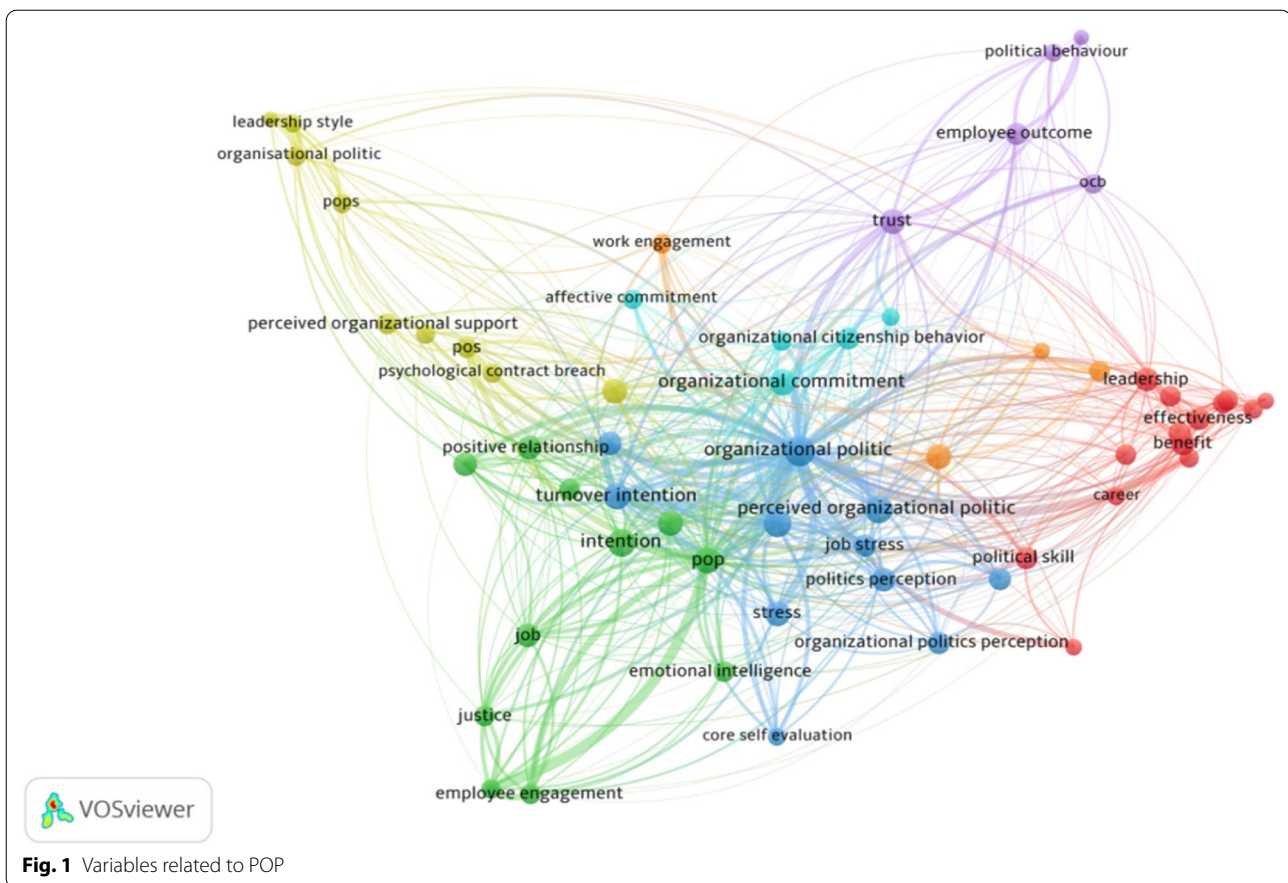 political behaviour
leadership style
employee outcome
organisational politic
ocb
pops
trust
work engagement
affective commitment
perceived organizational support
organizational citizenship behavior
pos
psychological contract breach
organizational commitment
leadership
effectiveness
benefit
positive relationship
organizational politic
turnover intention
career
perceived organizational politic
intention
job stress
pop
political skill
politics perception
stress
job
organizational politics perception
emotional intelligence
justice
core self evaluation
employee engagement
VOSviewer
Fig. 1 Variables related to POP